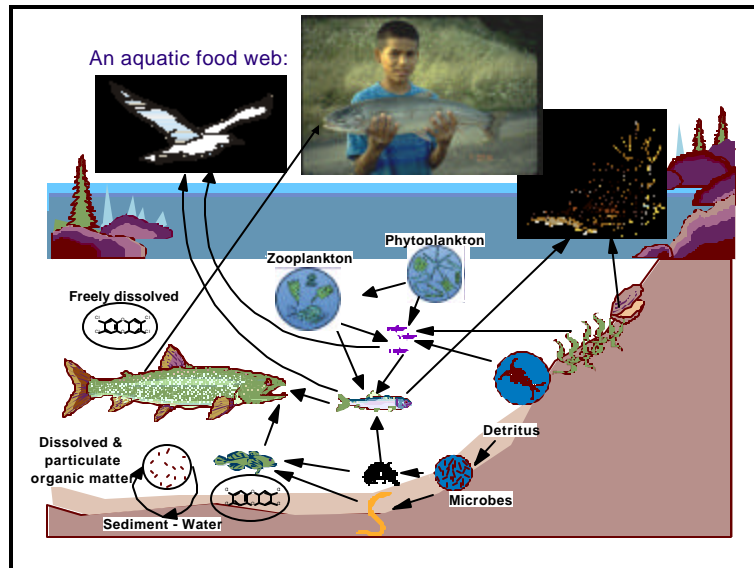 An aquatic food web:
Phytoplankton
Zooplankton
Freely dissolved
Detritus
Dissolved &
particulate
organic matter
Microbes
Sediment - Water